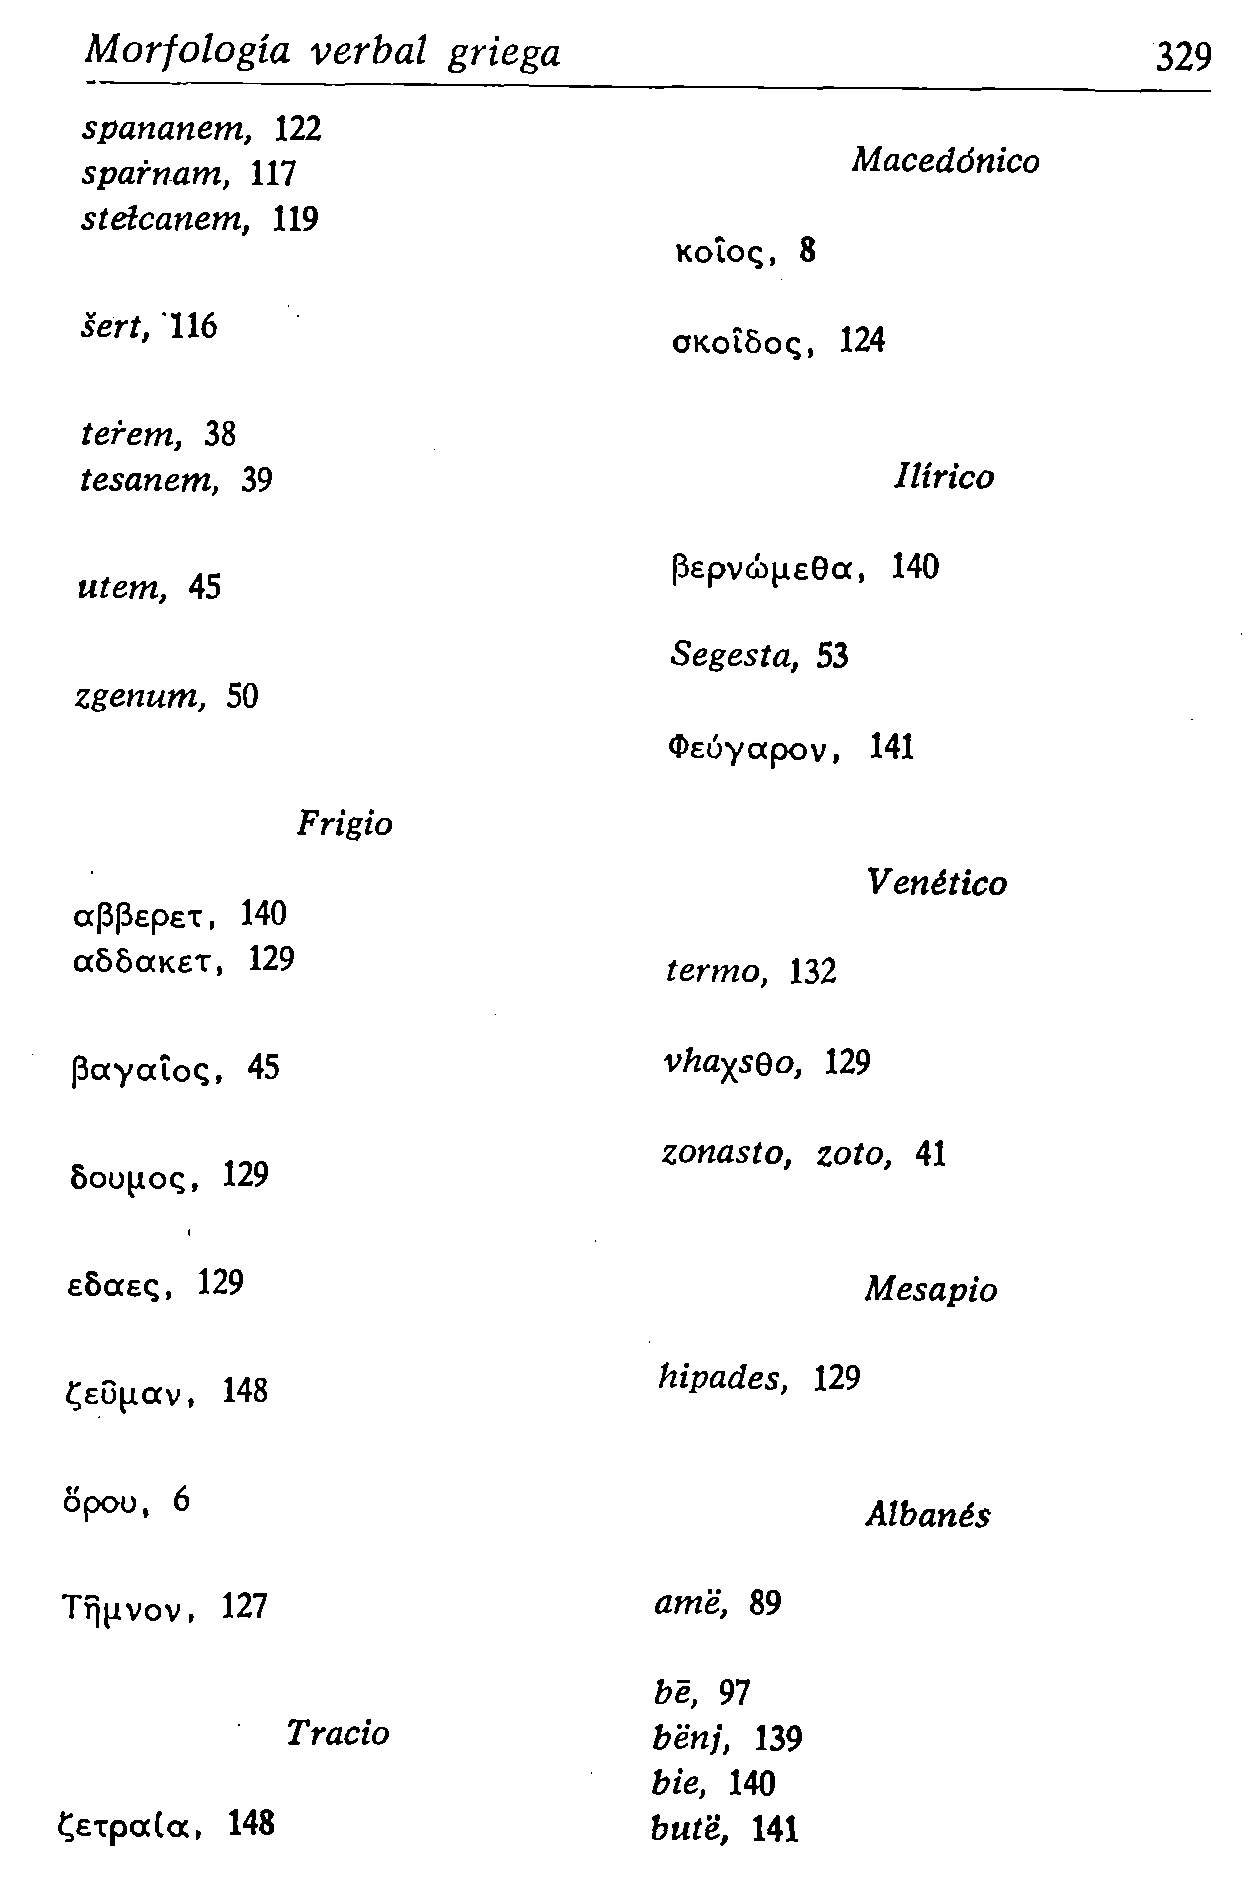 Morfología verbal griega 329
spananem, 122
spaṙnam, 117
stełcanem, 119
šert, 116
teṙem, 38
tesanem, 39
utem, 45
zgenum, 50
Frigio
αββερετ, 140
αδδακετ, 129
βαγαῖος, 45
δουμος, 129
εδαες, 129
ζεῦμαν, 148
ὄρου, 6
Τῆμνον, 127
Tracio
ζετραία, 148
Macedónico
κοῖος, 8
σκοῖδος, 124
Ilírico
βερνώμεθα, 140
Segesta, 53
Φεύγαρον, 141
Venético
termo, 132
vhaχsθo, 129
zonasto, zoto, 41
Mesapio
hipades, 129
Albanés
amë, 89
bē, 97
bënj, 139
bie, 140
butë, 141